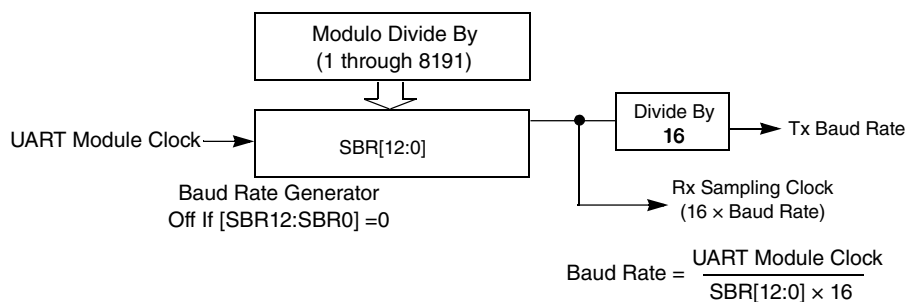 Modulo Divide By
(1 through 8191)
UART Module Clock
SBR[12:0]
Divide By
16
Tx Baud Rate
Baud Rate Generator
Off If [SBR12:SBR0] =0
Rx Sampling Clock
(16 × Baud Rate)
Baud Rate = UART Module Clock
SBR[12:0] × 16